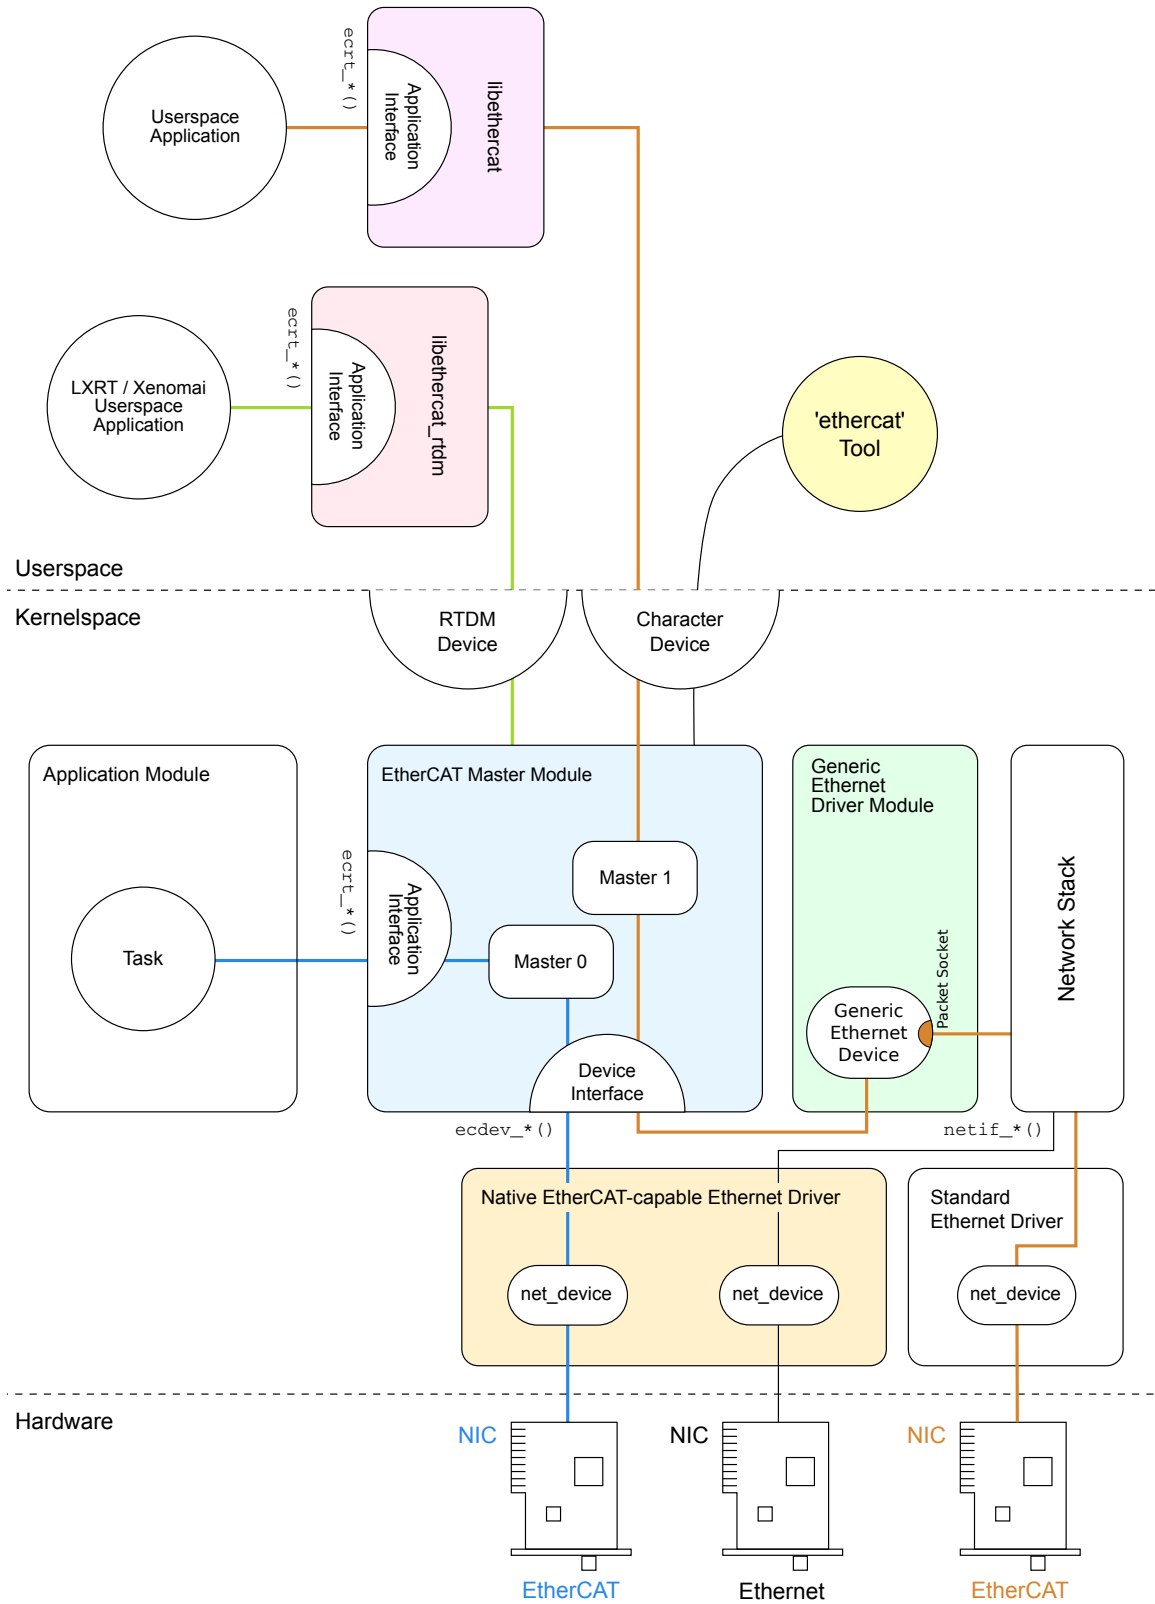 ecrt_*()
Userspace
Application
Application
Interface
libethercat
ecrt_*()
LXRT / Xenomai
Userspace
Application
Application
Interface
libethercat_rtdm
'ethercat'
Tool
Userspace
Kernelspace
RTDM
Device
Character
Device
Application Module
EtherCAT Master Module
Generic
Ethernet
Driver Module
Network Stack
ecrt_*()
Application
Interface
Master 1
Task
Master 0
Packet Socket
Generic
Ethernet
Device
Device
Interface
ecdev_*()
netif_*()
Native EtherCAT-capable Ethernet Driver
Standard
Ethernet Driver
net_device
net_device
net_device
Hardware
NIC
NIC
NIC
EtherCAT
Ethernet
EtherCAT